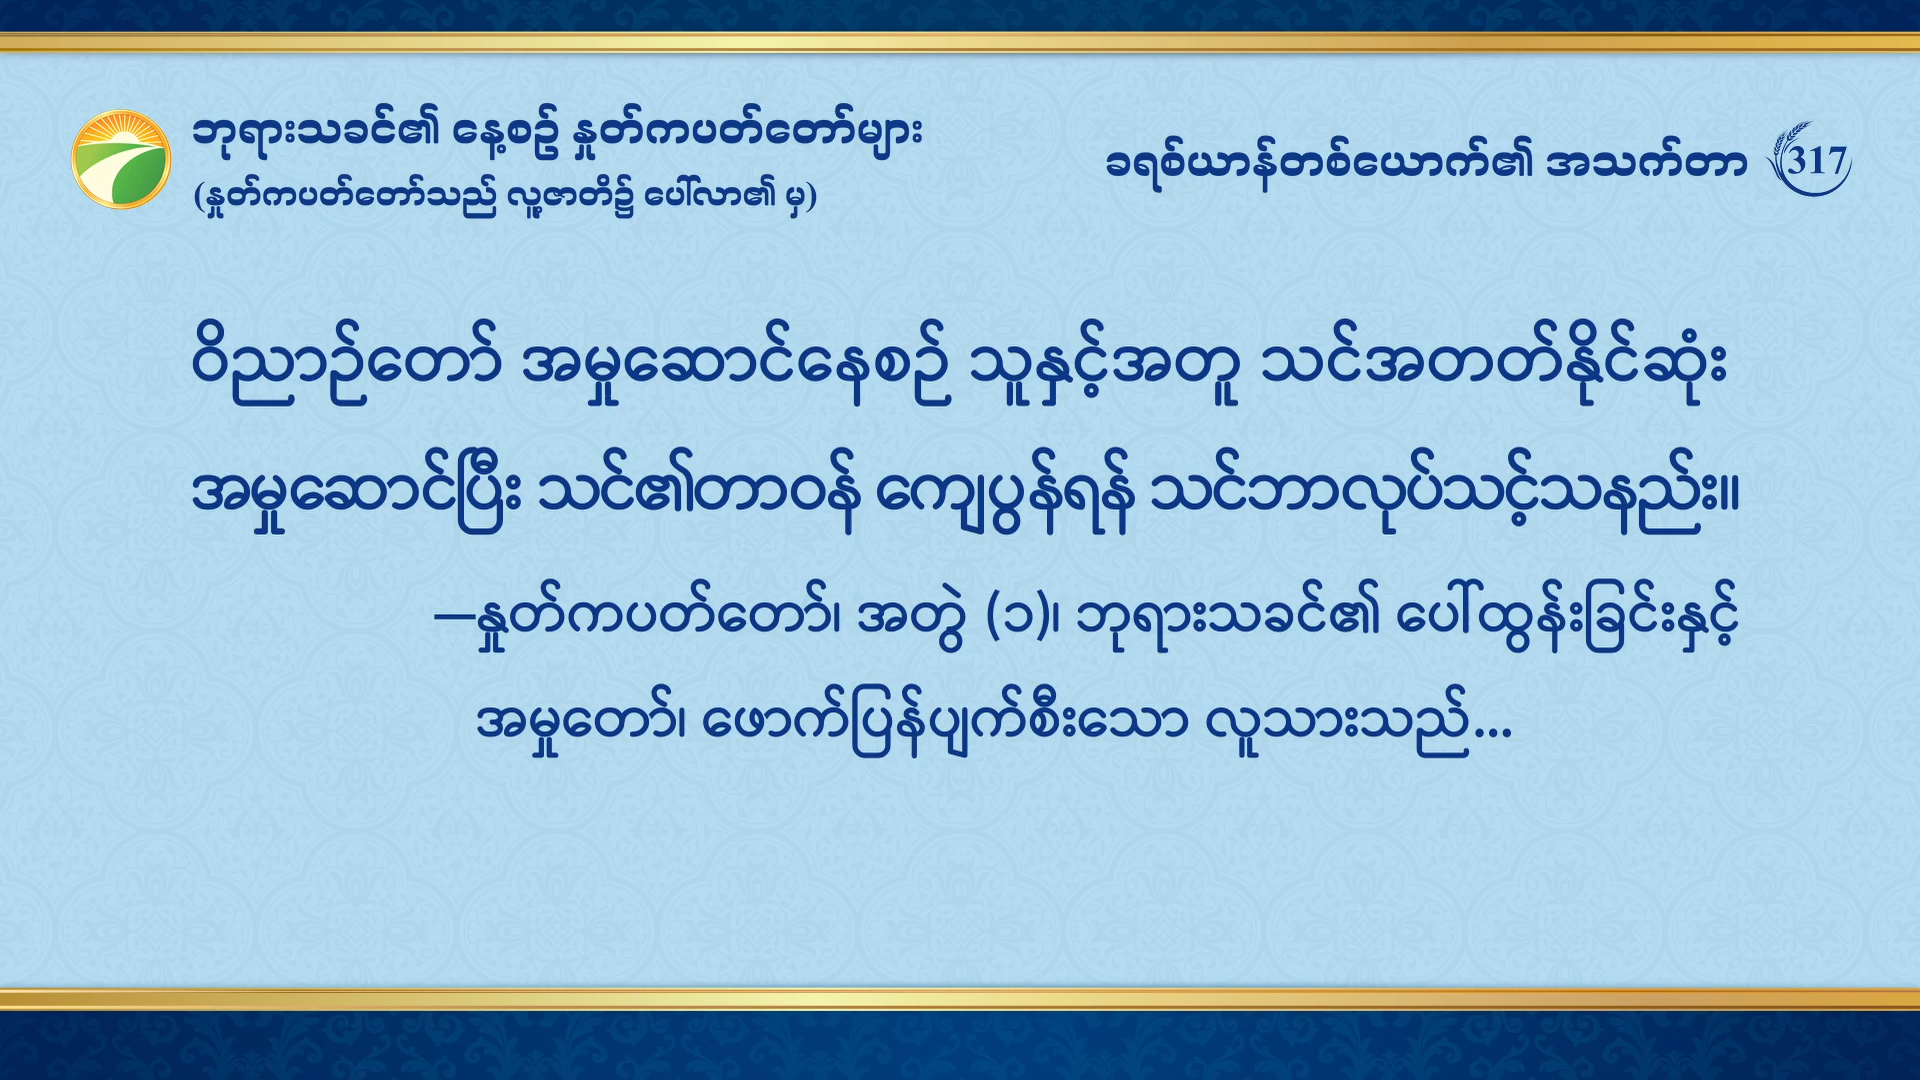 ဘုရားသခင်၏ နေ့စဉ် နှုတ်ကပတ်တော်များ
(နှုတ်ကပတ်တော်သည် လူ့ဇာတိ၌ ပေါ်လာ၏ မှ)
ခရစ်ယာန်တစ်ယောက်၏ အသက်တာ 317
ဝိညာဉ်တော် အမှုဆောင်နေစဉ် သူနှင့်အတူ သင်အတတ်နိုင်ဆုံး
အမှုဆောင်ပြီး သင်၏တာဝန် ကျေပွန်ရန် သင်ဘာလုပ်သင့်သနည်း။
—နှုတ်ကပတ်တော်၊ အတွဲ (၁)၊ ဘုရားသခင်၏ ပေါ်ထွန်းခြင်းနှင့်
အမှုတော်၊ ဖောက်ပြန်ပျက်စီးသော လူသားသည်...